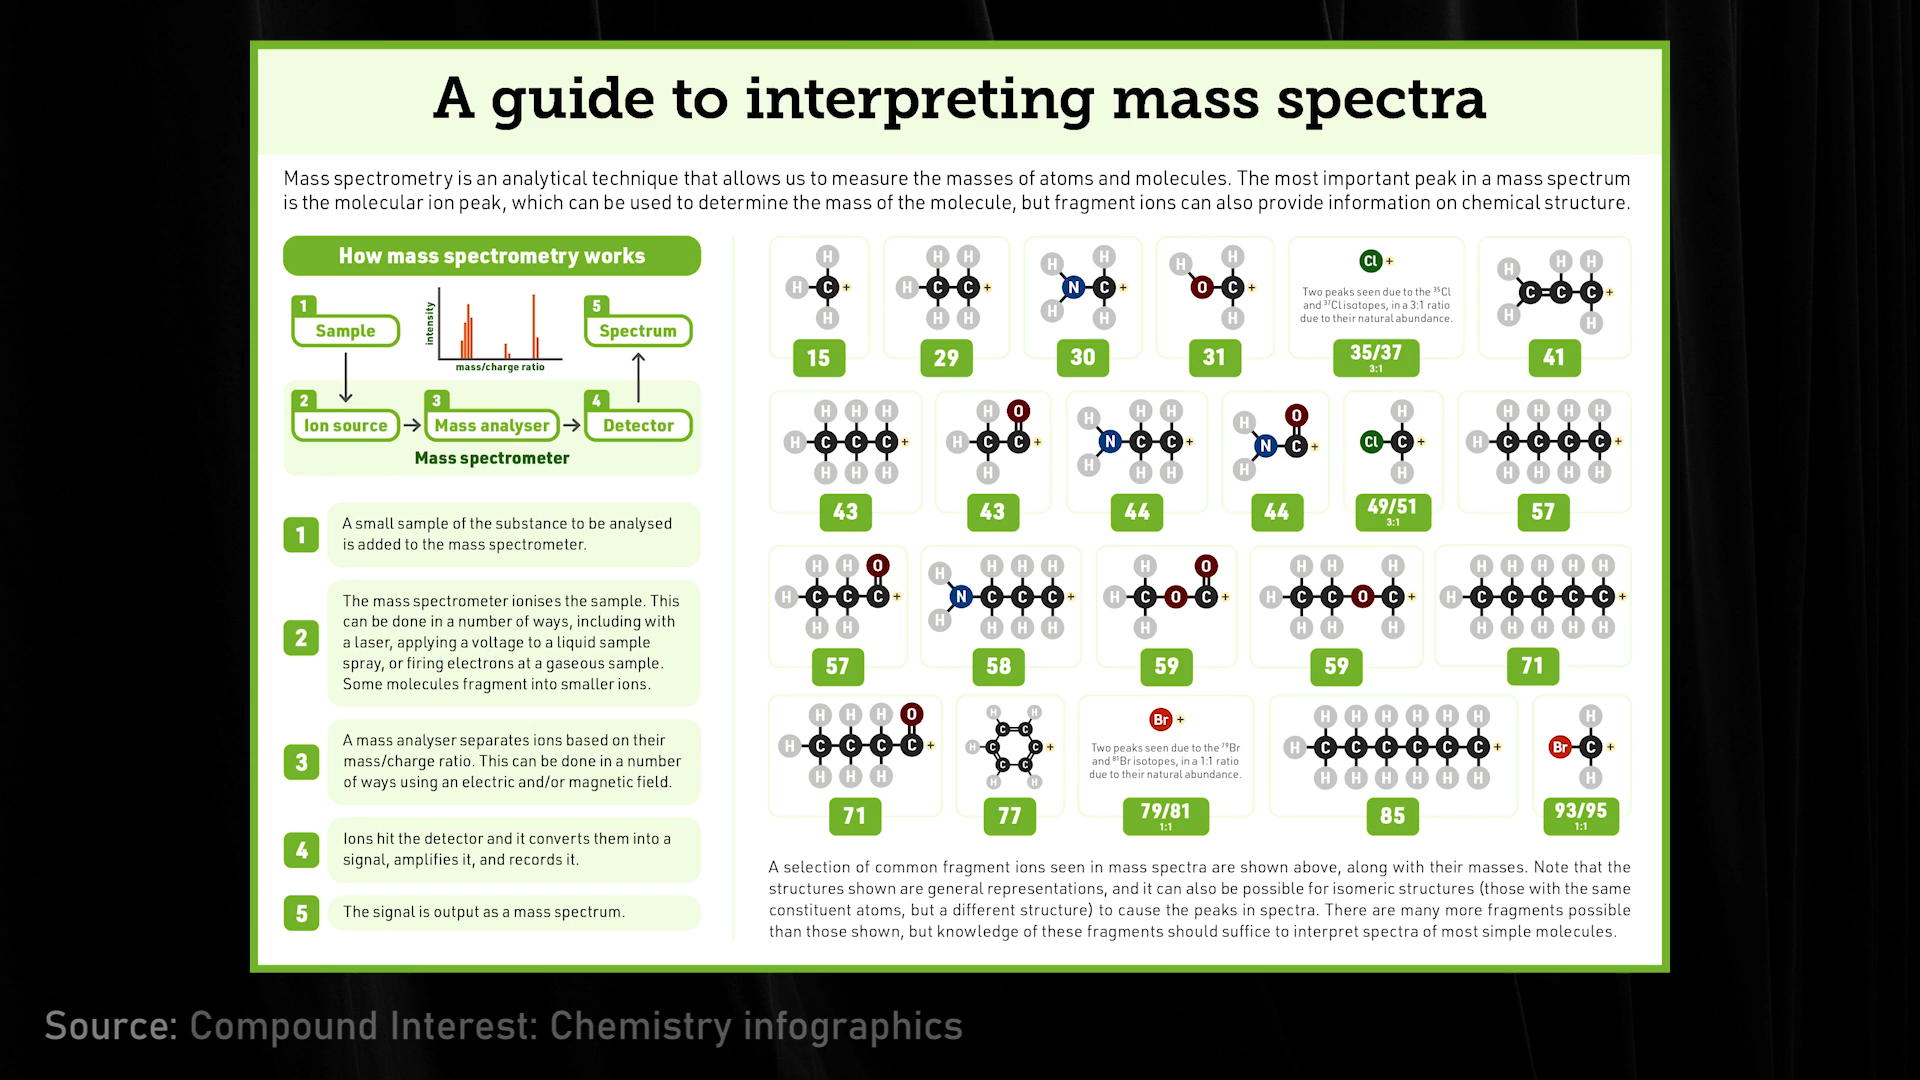 A guide to interpreting mass spectra
Mass spectrometry is an analytical technique that allows us to measure the masses of atoms and molecules. The most important peak in a mass spectrum
is the molecular ion peak, which can be used to determine the mass of the molecule, but fragment ions can also provide information on chemical structure.
How mass spectrometry works
1
Sample
intensity
mass/charge ratio
5
Spectrum
2
Ion source
3
Mass analyser
4
Detector
Mass spectrometer
1
A small sample of the substance to be analysed
is added to the mass spectrometer.
2
The mass spectrometer ionises the sample. This
can be done in a number of ways, including with
a laser, applying a voltage to a liquid sample
spray, or firing electrons at a gaseous sample.
Some molecules fragment into smaller ions.
3
A mass analyser separates ions based on their
mass/charge ratio. This can be done in a number
of ways using an electric and/or magnetic field.
4
Ions hit the detector and it converts them into a
signal, amplifies it, and records it.
5
The signal is output as a mass spectrum.
H
H C +
H
15
H H
H C C +
H H
29
H H
N C +
H H
30
H H
O C +
H
31
Cl +
Two peaks seen due to the ³⁵Cl
and ³⁷Cl isotopes, in a 3:1 ratio
due to their natural abundance.
35/37
3:1
H H H
C C C +
H H
41
H H H
H C C C +
H H H
43
H O
H C C +
H
43
H H H
N C C +
H H H
44
H O
N C +
H
44
H
Cl C +
H
49/51
3:1
H H H H
H C C C C +
H H H H
57
H H O
H C C C +
H H
57
H H H H
N C C C +
H H H H
58
H O
H C O C +
H
59
H H H
H C C O C +
H H H
59
H H H H H
H C C C C C +
H H H H H
71
H H H O
H C C C C +
H H H
71
H H
C C
H C C +
C C
H H
77
Br +
Two peaks seen due to the ⁷⁹Br
and ⁸¹Br isotopes, in a 1:1 ratio
due to their natural abundance.
79/81
1:1
H H H H H H
H C C C C C C +
H H H H H H
85
H
Br C +
H
93/95
1:1
A selection of common fragment ions seen in mass spectra are shown above, along with their masses. Note that the
structures shown are general representations, and it can also be possible for isomeric structures (those with the same
constituent atoms, but a different structure) to cause the peaks in spectra. There are many more fragments possible
than those shown, but knowledge of these fragments should suffice to interpret spectra of most simple molecules.
Source: Compound Interest: Chemistry infographics